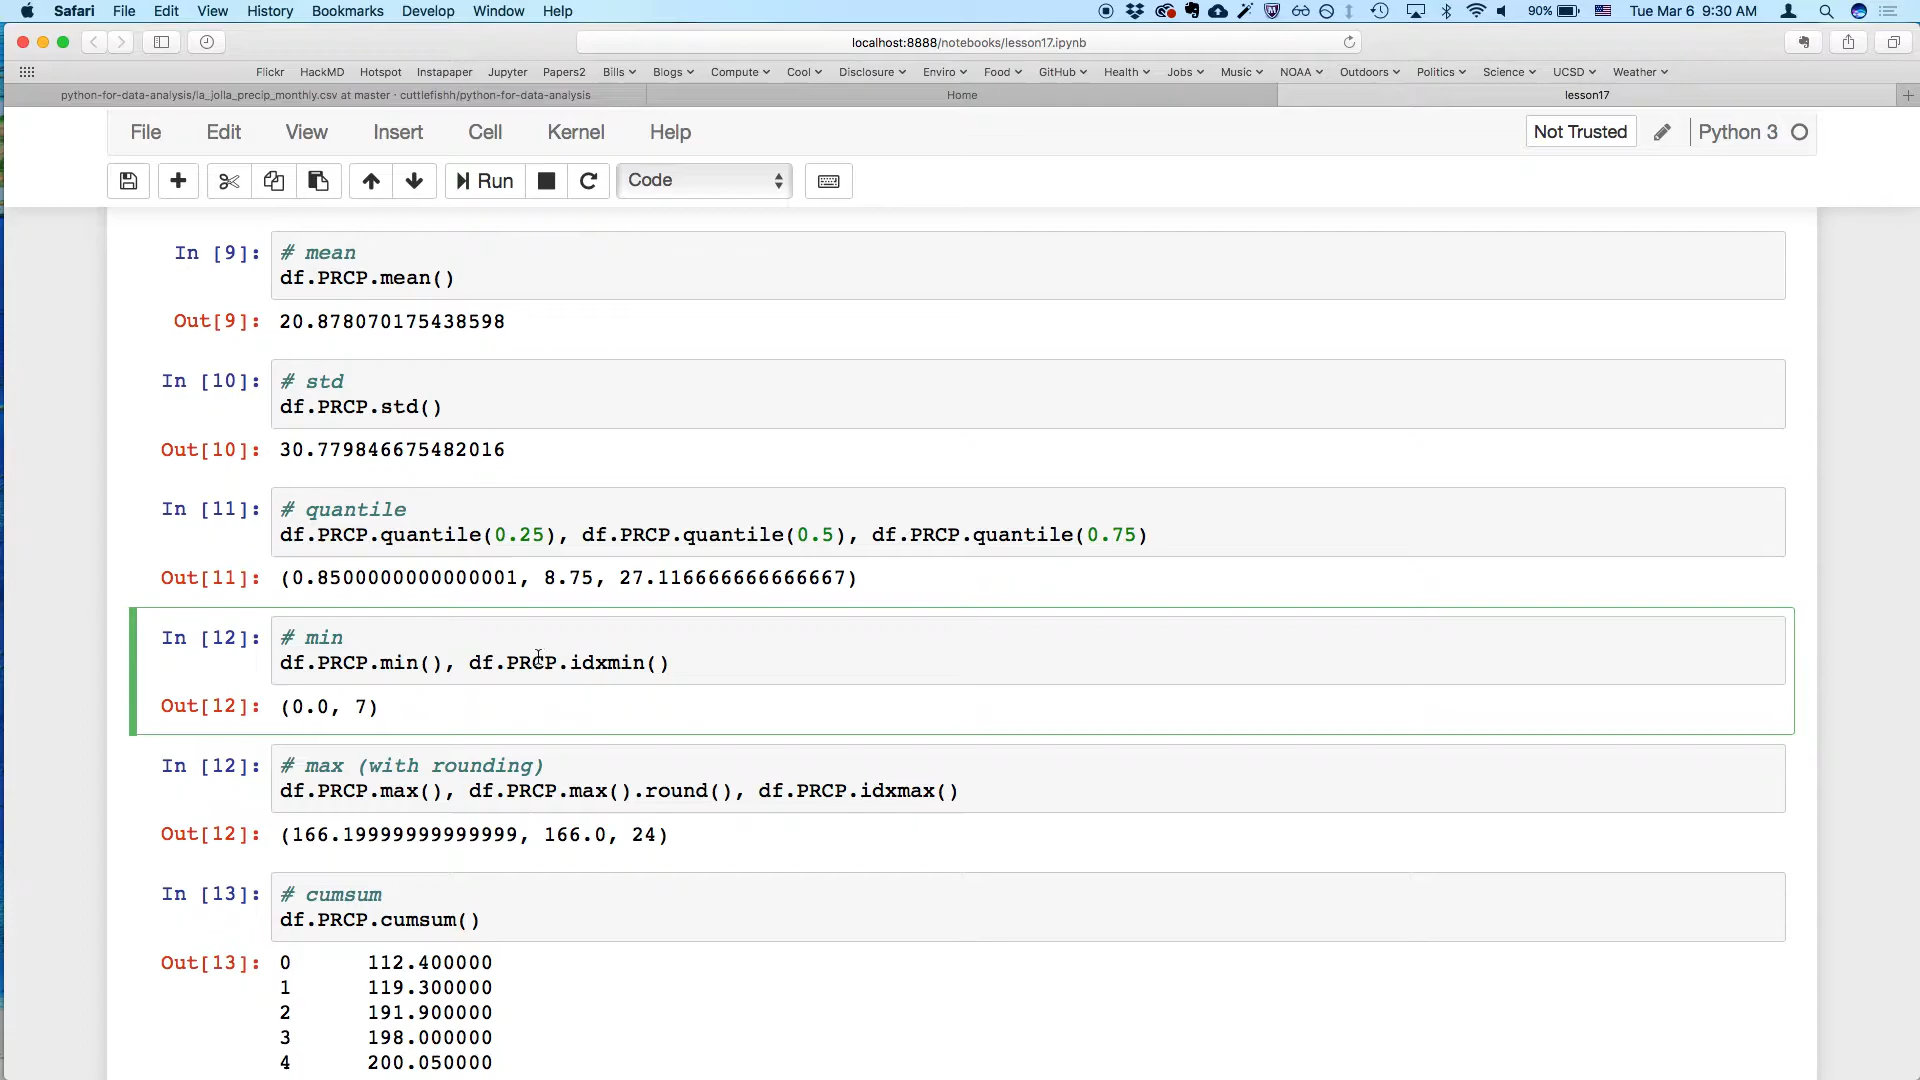 Safari File Edit View History Bookmarks Develop Window Help 90% Tue Mar 6 9:30 AM
localhost:8888/notebooks/lesson17.ipynb
Flickr HackMD Hotspot Instapaper Jupyter Papers2 Bills Blogs Compute Cool Disclosure Enviro Food GitHub Health Jobs Music NOAA Outdoors Politics Science UCSD Weather
python-for-data-analysis/la_jolla_precip_monthly.csv at master · cuttlefishh/python-for-data-analysis Home lesson17
File Edit View Insert Cell Kernel Help Not Trusted Python 3
Run Code
In [9]: # mean
df.PRCP.mean()
Out[9]: 20.878070175438598
In [10]: # std
df.PRCP.std()
Out[10]: 30.779846675482016
In [11]: # quantile
df.PRCP.quantile(0.25), df.PRCP.quantile(0.5), df.PRCP.quantile(0.75)
Out[11]: (0.8500000000000001, 8.75, 27.116666666666667)
In [12]: # min
df.PRCP.min(), df.PRCP.idxmin()
Out[12]: (0.0, 7)
In [12]: # max (with rounding)
df.PRCP.max(), df.PRCP.max().round(), df.PRCP.idxmax()
Out[12]: (166.19999999999999, 166.0, 24)
In [13]: # cumsum
df.PRCP.cumsum()
Out[13]: 0 112.400000
1 119.300000
2 191.900000
3 198.000000
4 200.050000